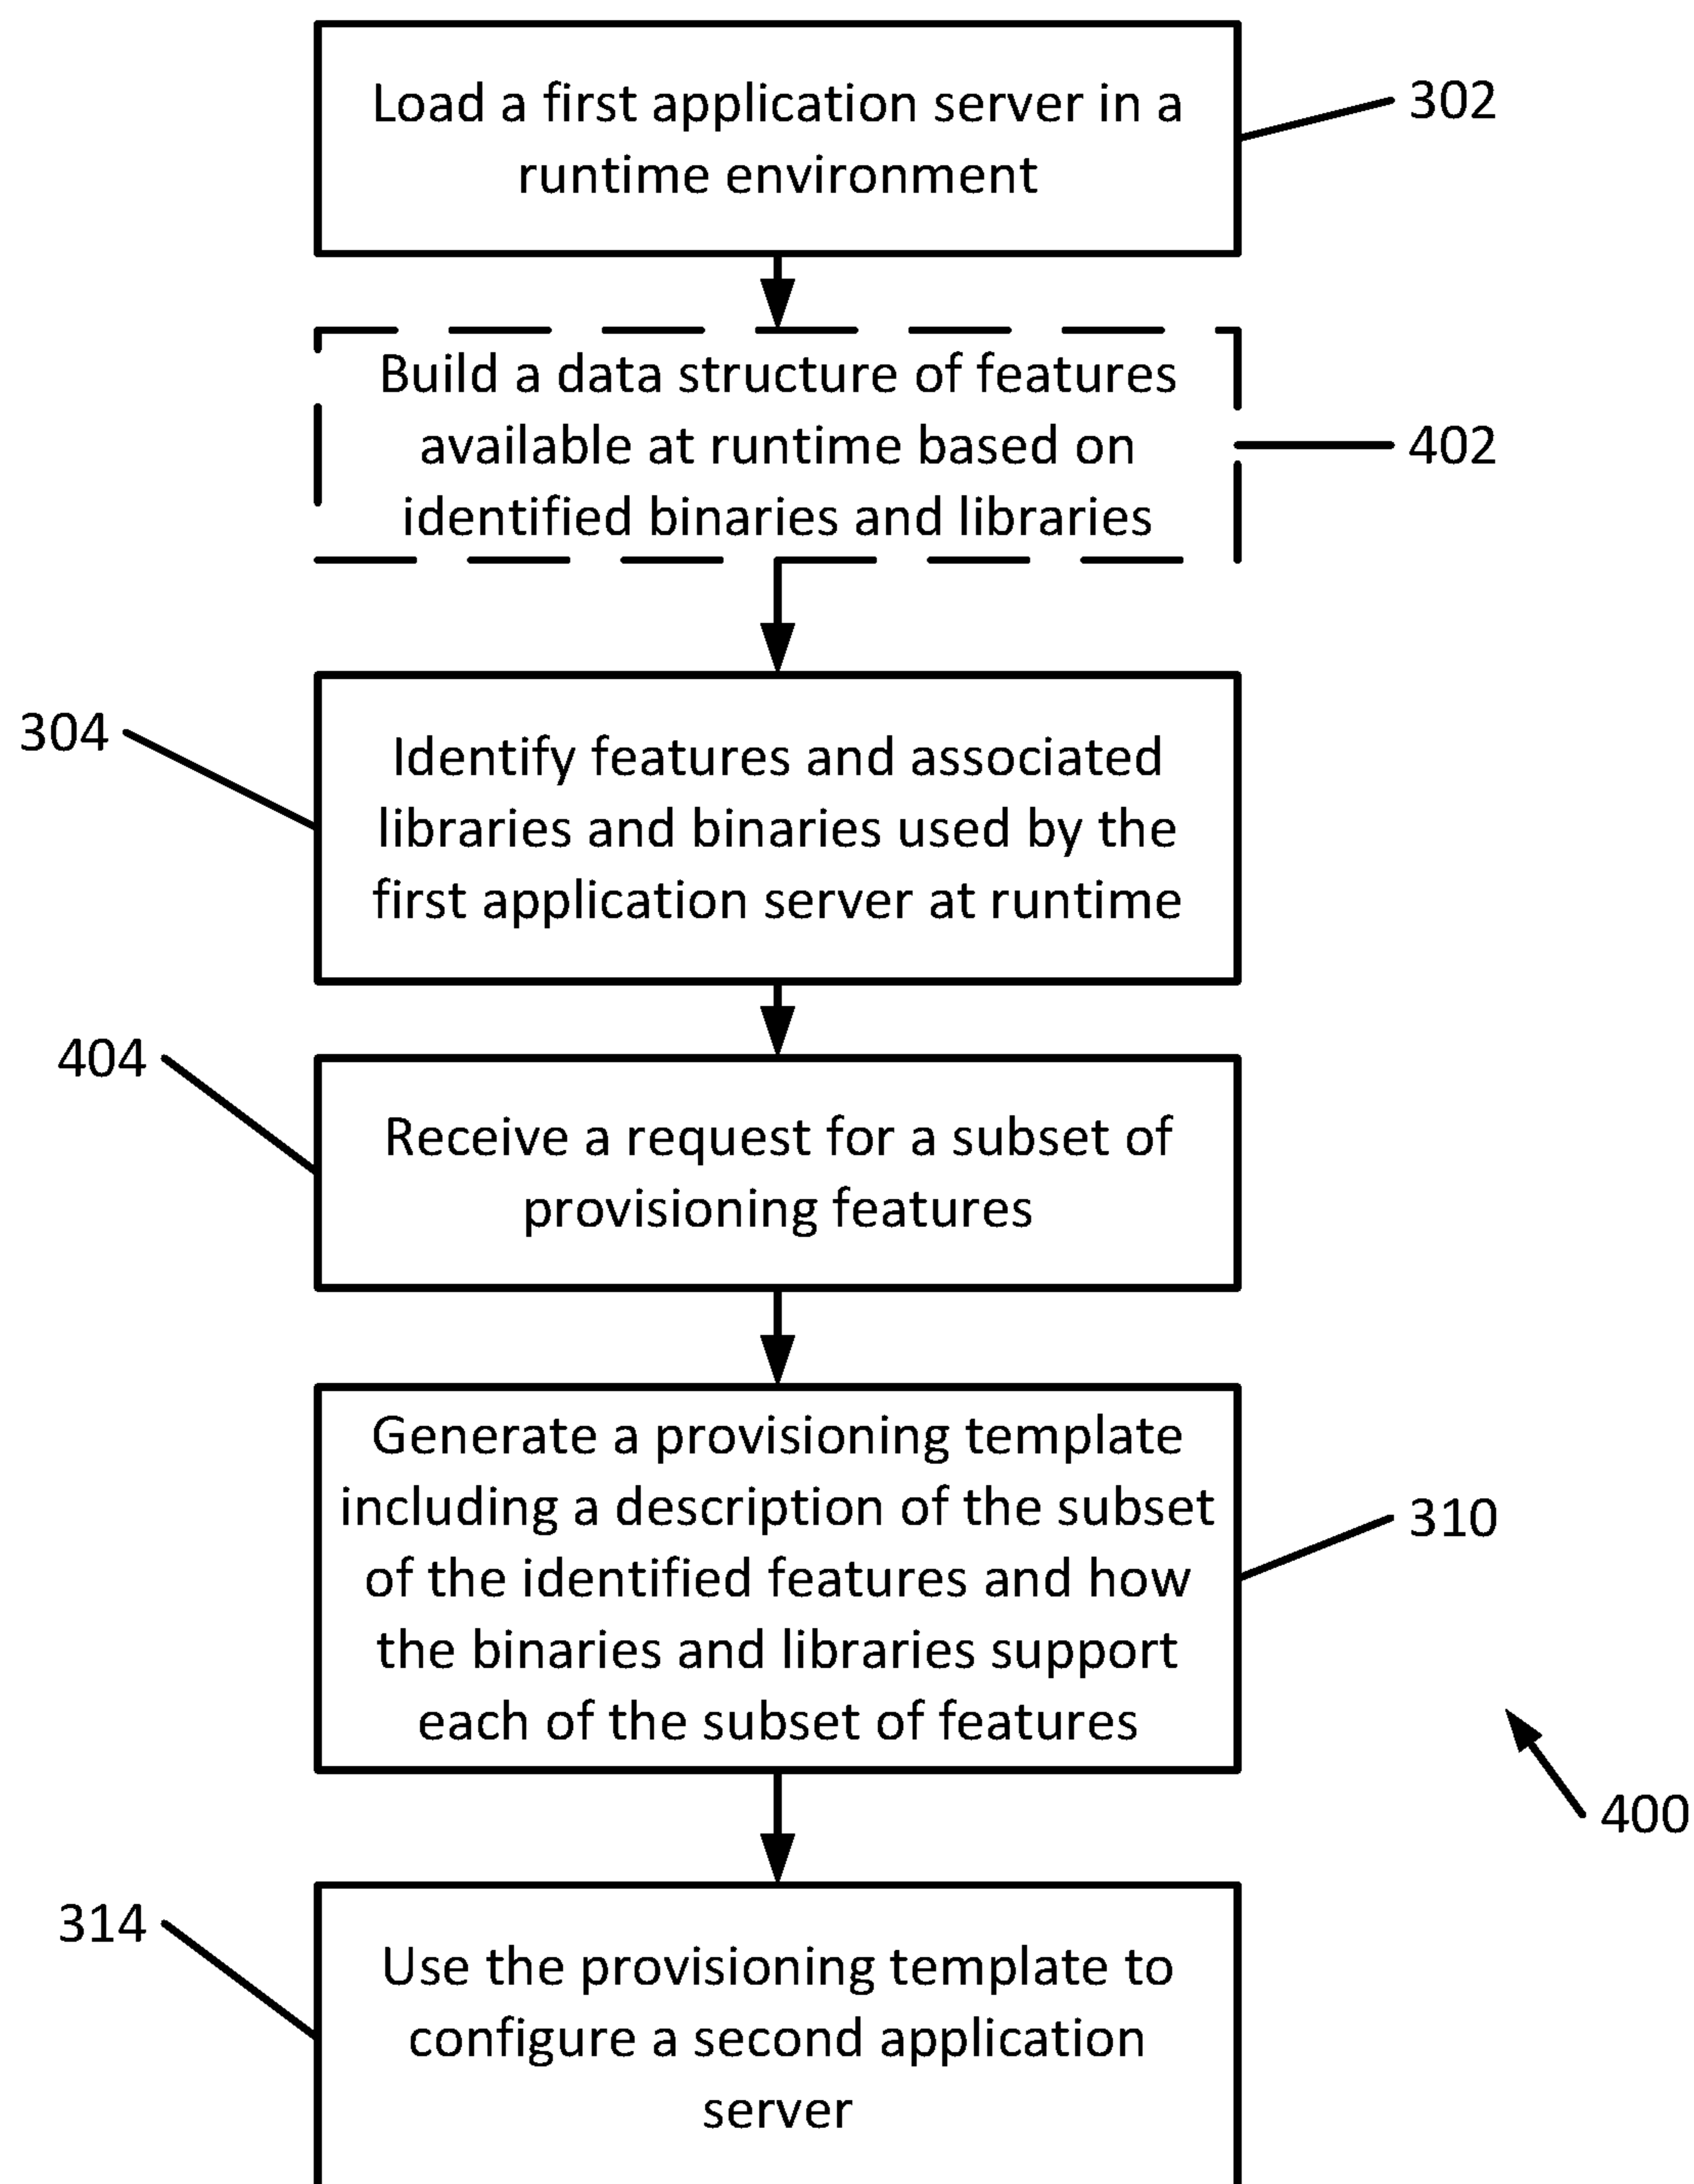 Load a first application server in a
runtime environment
302
Build a data structure of features
available at runtime based on
identified binaries and libraries
402
304
Identify features and associated
libraries and binaries used by the
first application server at runtime
404
Receive a request for a subset of
provisioning features
Generate a provisioning template
including a description of the subset
of the identified features and how
the binaries and libraries support
each of the subset of features
310
400
314
Use the provisioning template to
configure a second application
server